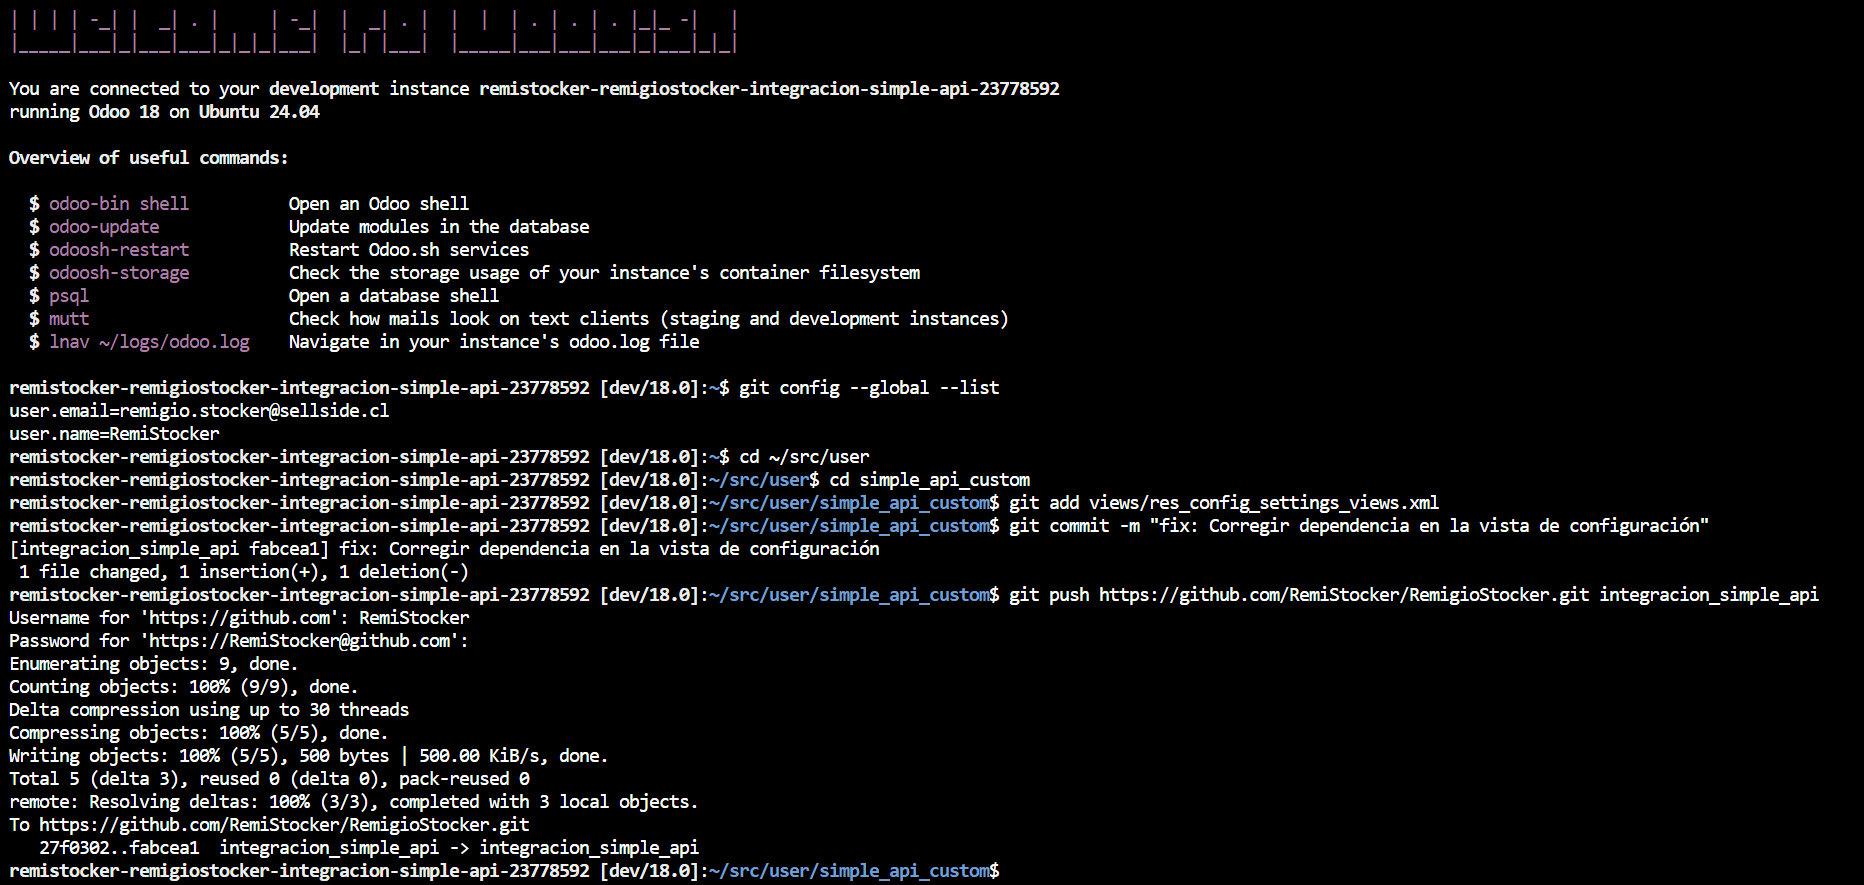 You are connected to your development instance remistocker-remigiostocker-integracion-simple-api-23778592
running Odoo 18 on Ubuntu 24.04
Overview of useful commands:
$ odoo-bin shell Open an Odoo shell
$ odoo-update Update modules in the database
$ odoosh-restart Restart Odoo.sh services
$ odoosh-storage Check the storage usage of your instance's container filesystem
$ psql Open a database shell
$ mutt Check how mails look on text clients (staging and development instances)
$ lnav ~/logs/odoo.log Navigate in your instance's odoo.log file
remistocker-remigiostocker-integracion-simple-api-23778592 [dev/18.0]:~$ git config --global --list
user.email=remigio.stocker@sellside.cl
user.name=RemiStocker
remistocker-remigiostocker-integracion-simple-api-23778592 [dev/18.0]:~$ cd ~/src/user
remistocker-remigiostocker-integracion-simple-api-23778592 [dev/18.0]:~/src/user$ cd simple_api_custom
remistocker-remigiostocker-integracion-simple-api-23778592 [dev/18.0]:~/src/user/simple_api_custom$ git add views/res_config_settings_views.xml
remistocker-remigiostocker-integracion-simple-api-23778592 [dev/18.0]:~/src/user/simple_api_custom$ git commit -m "fix: Corregir dependencia en la vista de configuración"
[integracion_simple_api fabcea1] fix: Corregir dependencia en la vista de configuración
1 file changed, 1 insertion(+), 1 deletion(-)
remistocker-remigiostocker-integracion-simple-api-23778592 [dev/18.0]:~/src/user/simple_api_custom$ git push https://github.com/RemiStocker/RemigioStocker.git integracion_simple_api
Username for 'https://github.com': RemiStocker
Password for 'https://RemiStocker@github.com':
Enumerating objects: 9, done.
Counting objects: 100% (9/9), done.
Delta compression using up to 30 threads
Compressing objects: 100% (5/5), done.
Writing objects: 100% (5/5), 500 bytes | 500.00 KiB/s, done.
Total 5 (delta 3), reused 0 (delta 0), pack-reused 0
remote: Resolving deltas: 100% (3/3), completed with 3 local objects.
To https://github.com/RemiStocker/RemigioStocker.git
27f0302..fabcea1 integracion_simple_api -> integracion_simple_api
remistocker-remigiostocker-integracion-simple-api-23778592 [dev/18.0]:~/src/user/simple_api_custom$